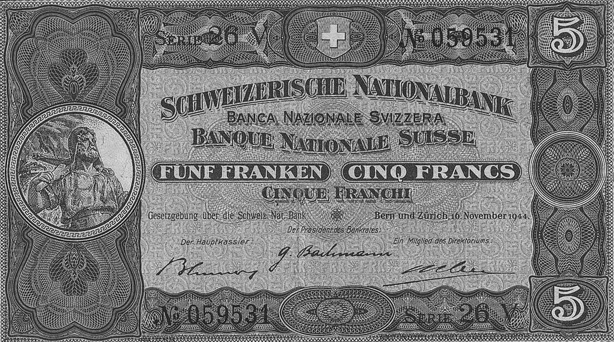 SERIE 26 V
№ 059531
5
SCHWEIZERISCHE NATIONALBANK
BANCA NAZIONALE SVIZZERA
BANQUE NATIONALE SUISSE
FÜNF FRANKEN CINQ FRANCS
CINQUE FRANCHI
Gesetzgebung über die Schweiz. Nat. Bank
Bern und Zürich, 16. November 1944.
Der Präsident des Bankrates:
Der Hauptkassier:
Ein Mitglied des Direktoriums:
G. Bachmann
№ 059531
SERIE 26 V
5